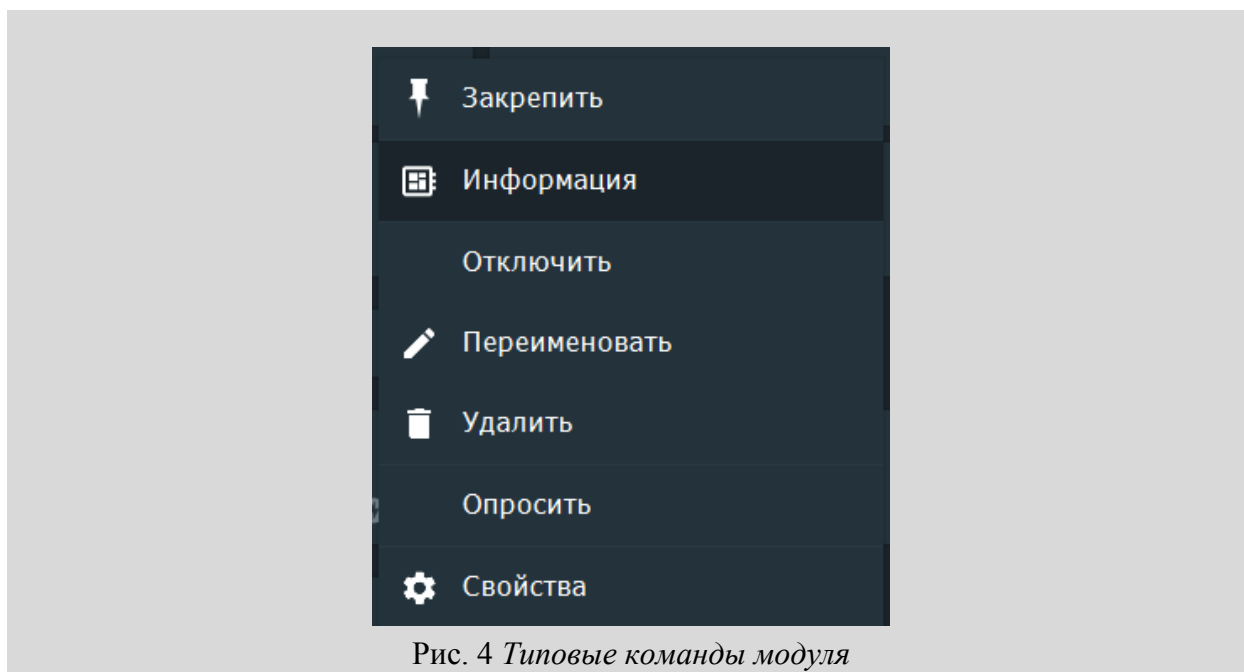 Закрепить
Информация
Отключить
Переименовать
Удалить
Опросить
Свойства
Рис. 4 Типовые команды модуля